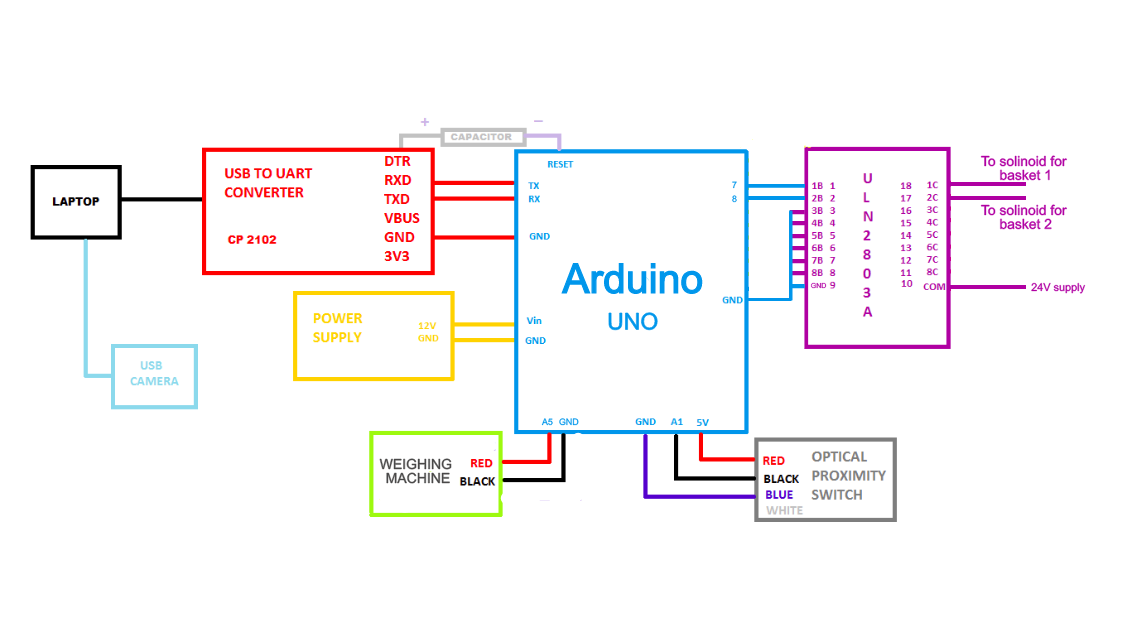 + CAPACITOR −
LAPTOP
USB TO UART
CONVERTER
CP 2102
DTR
RXD
TXD
VBUS
GND
3V3
RESET
TX
RX
GND
Vin
GND
Arduino
UNO
7
8
GND
A5 GND
GND A1 5V
POWER
SUPPLY
12V
GND
USB
CAMERA
WEIGHING
MACHINE
RED
BLACK
RED
BLACK
BLUE
WHITE
OPTICAL
PROXIMITY
SWITCH
1B 1
2B 2
3B 3
4B 4
5B 5
6B 6
7B 7
8B 8
GND 9
U
L
N
2
8
0
3
A
18 1C
17 2C
16 3C
15 4C
14 5C
13 6C
12 7C
11 8C
10 COM
To solinoid for
basket 1
To solinoid for
basket 2
24V supply